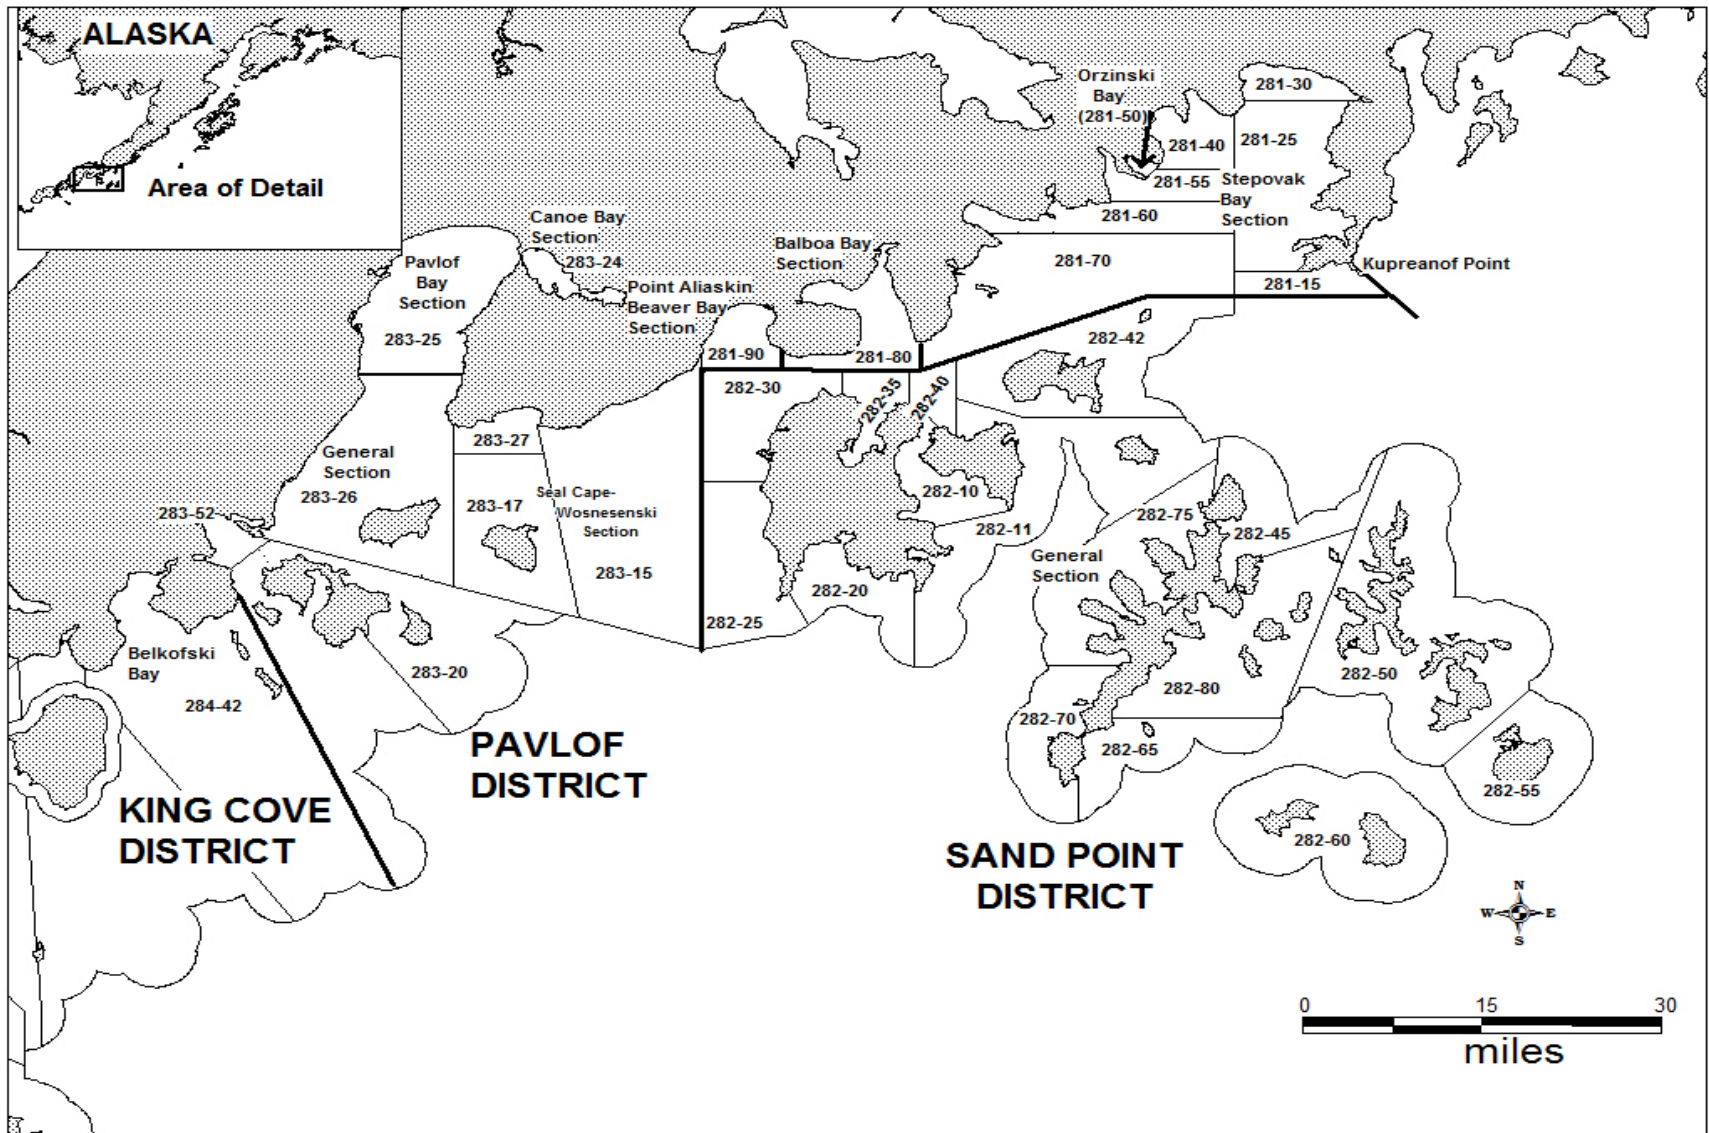 ALASKA
Area of Detail
Orzinski
Bay
(281-50)
281-30
281-40
281-25
281-55
Stepovak
Bay
Section
281-60
281-70
Kupreanof Point
281-15
Canoe Bay
Section
283-24
Balboa Bay
Section
Pavlof
Bay
Section
283-25
Point Aliaskin
Beaver Bay
Section
281-90
281-80
282-42
282-30
282-35
282-40
283-27
General
Section
283-26
283-52
283-17
Seal Cape-
Wosnesenski
Section
283-15
282-10
282-11
282-75
282-45
General
Section
282-20
282-25
Belkofski
Bay
284-42
283-20
282-80
282-50
282-70
282-65
282-55
282-60
PAVLOF
DISTRICT
KING COVE
DISTRICT
SAND POINT
DISTRICT
N
W
E
S
0
15
30
miles